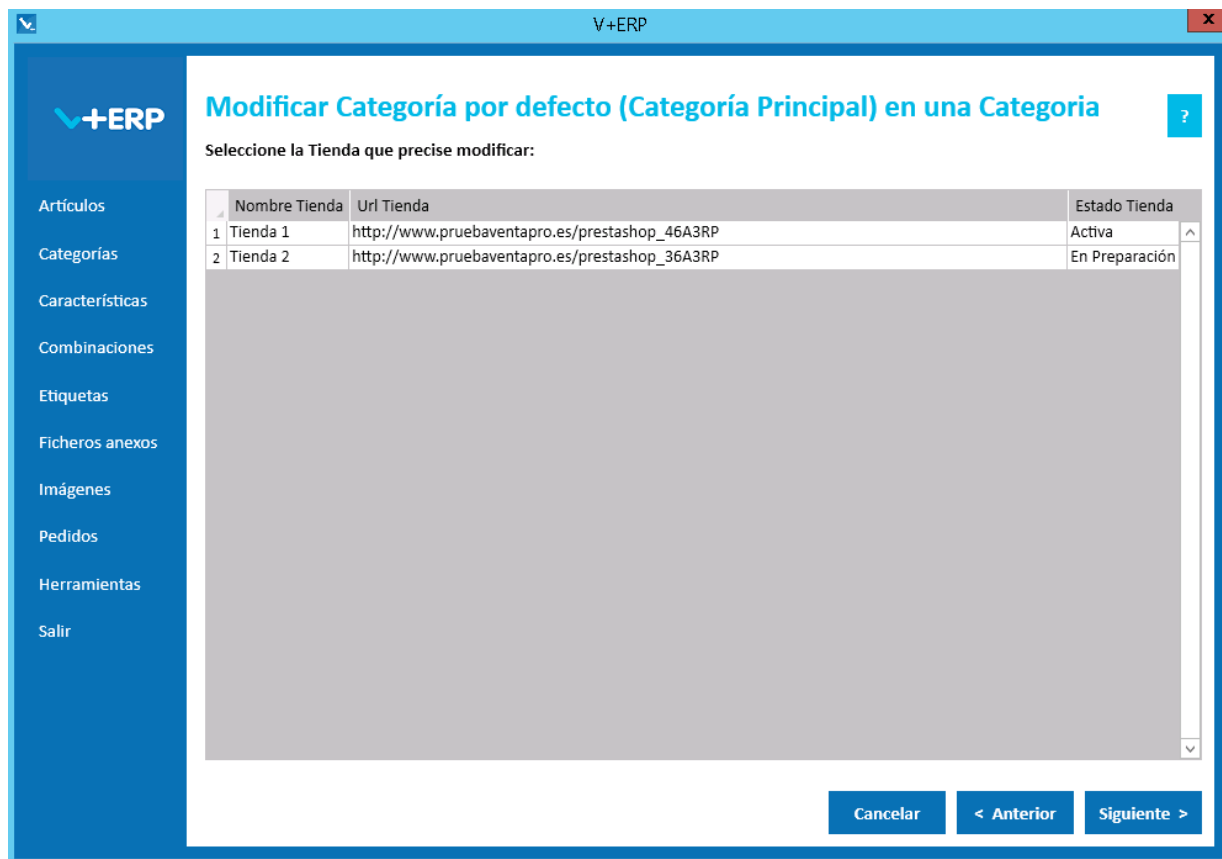 V+ERP
x
V+ERP
Modificar Categoría por defecto (Categoría Principal) en una Categoria
?
Seleccione la Tienda que precise modificar:
Artículos
Categorías
Características
Combinaciones
Etiquetas
Ficheros anexos
Imágenes
Pedidos
Herramientas
Salir
Nombre Tienda Url Tienda Estado Tienda
1 Tienda 1 http://www.pruebaventapro.es/prestashop_46A3RP Activa
2 Tienda 2 http://www.pruebaventapro.es/prestashop_36A3RP En Preparación
Cancelar < Anterior Siguiente >